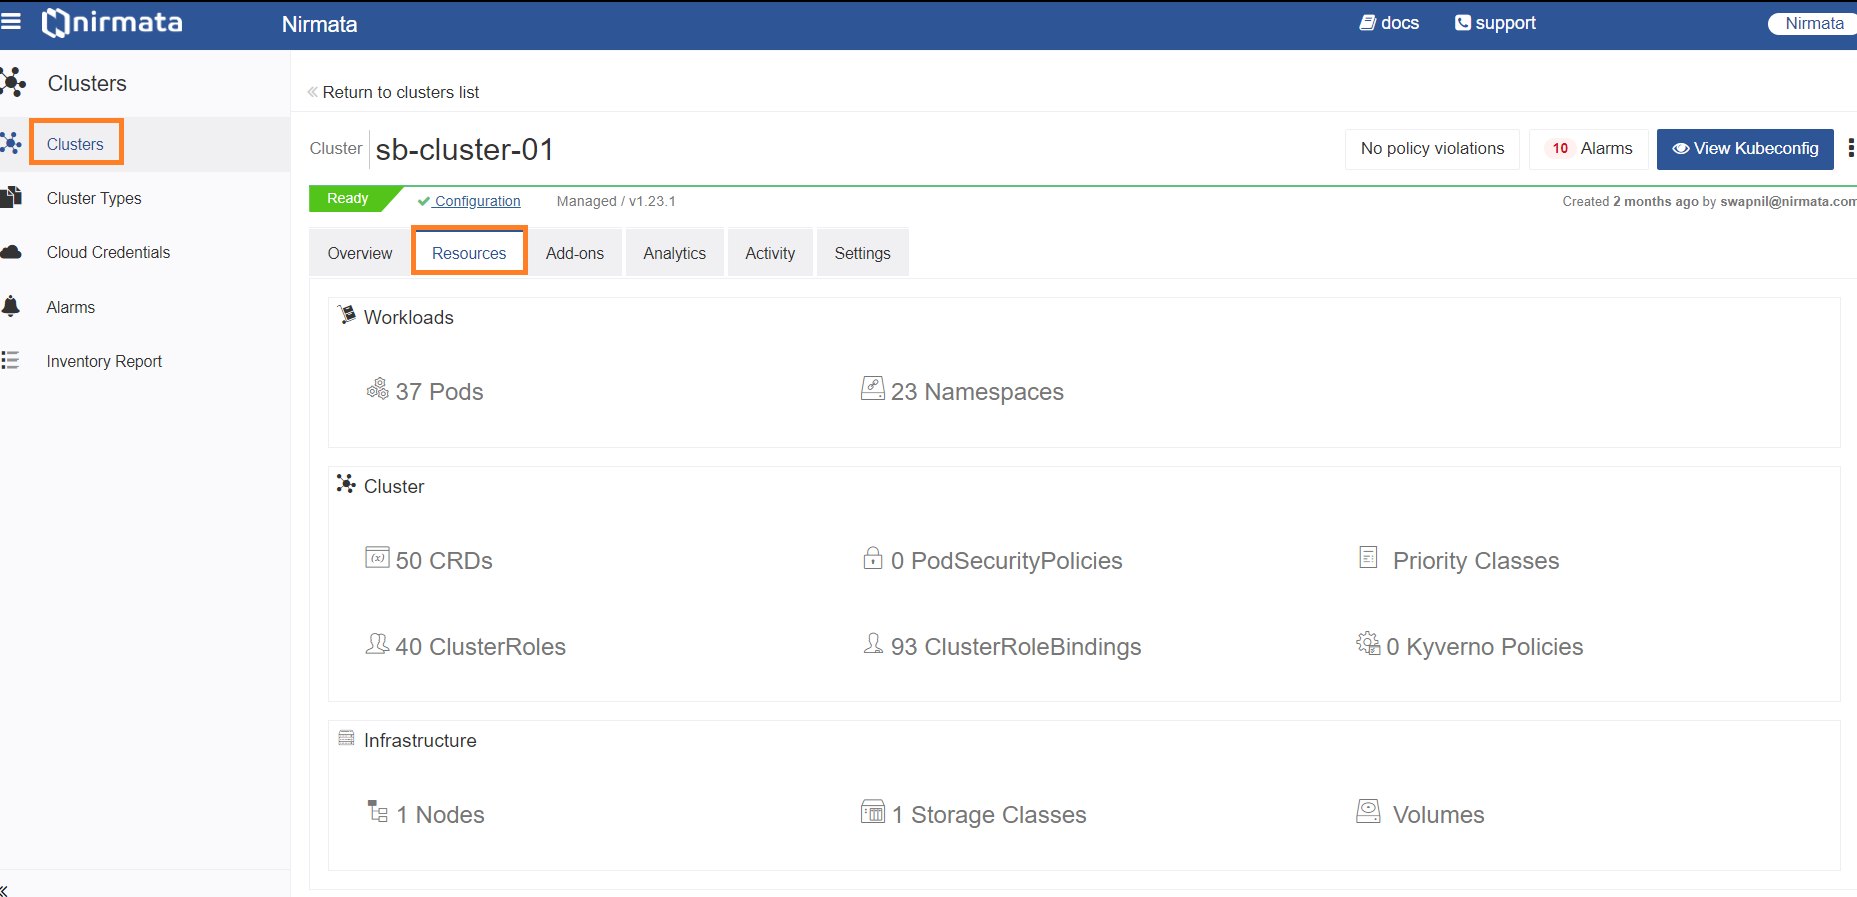 nirmata
Nirmata
docs
support
Nirmata
Clusters
Clusters
Cluster Types
Cloud Credentials
Alarms
Inventory Report
« Return to clusters list
Cluster sb-cluster-01
No policy violations
10 Alarms
View Kubeconfig
Ready
Configuration
Managed / v1.23.1
Created 2 months ago by swapnil@nirmata.com
Overview
Resources
Add-ons
Analytics
Activity
Settings
Workloads
37 Pods
23 Namespaces
Cluster
(x)
50 CRDs
0 PodSecurityPolicies
Priority Classes
40 ClusterRoles
93 ClusterRoleBindings
0 Kyverno Policies
Infrastructure
1 Nodes
1 Storage Classes
Volumes
«